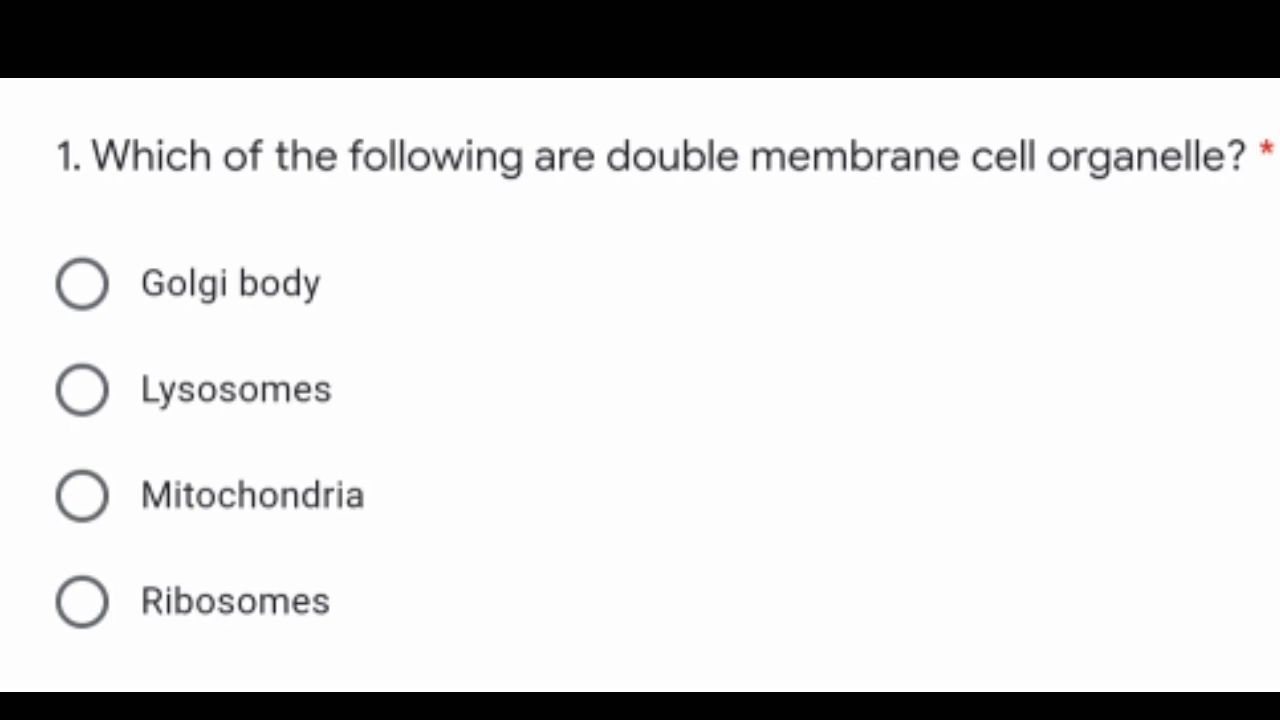 1. Which of the following are double membrane cell organelle? *
Golgi body
Lysosomes
Mitochondria
Ribosomes